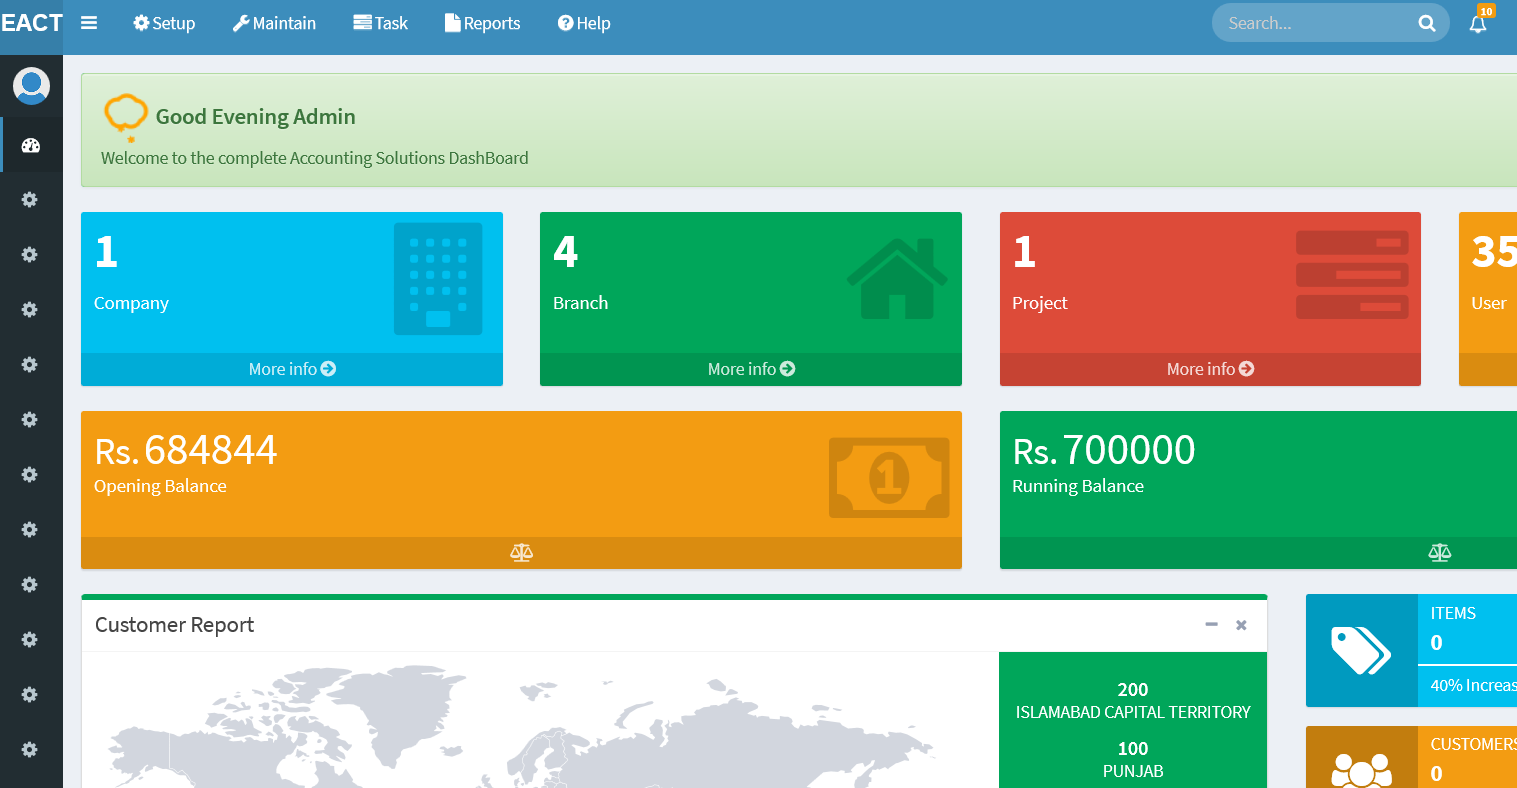 EACT Setup Maintain Task Reports Help Search... 10
Good Evening Admin
Welcome to the complete Accounting Solutions DashBoard
1
Company
More info
4
Branch
More info
1
Project
More info
35
User
Rs. 684844
Opening Balance
1
Rs. 700000
Running Balance
Customer Report
200
ISLAMABAD CAPITAL TERRITORY
100
PUNJAB
ITEMS
0
40% Increas
CUSTOMERS
0